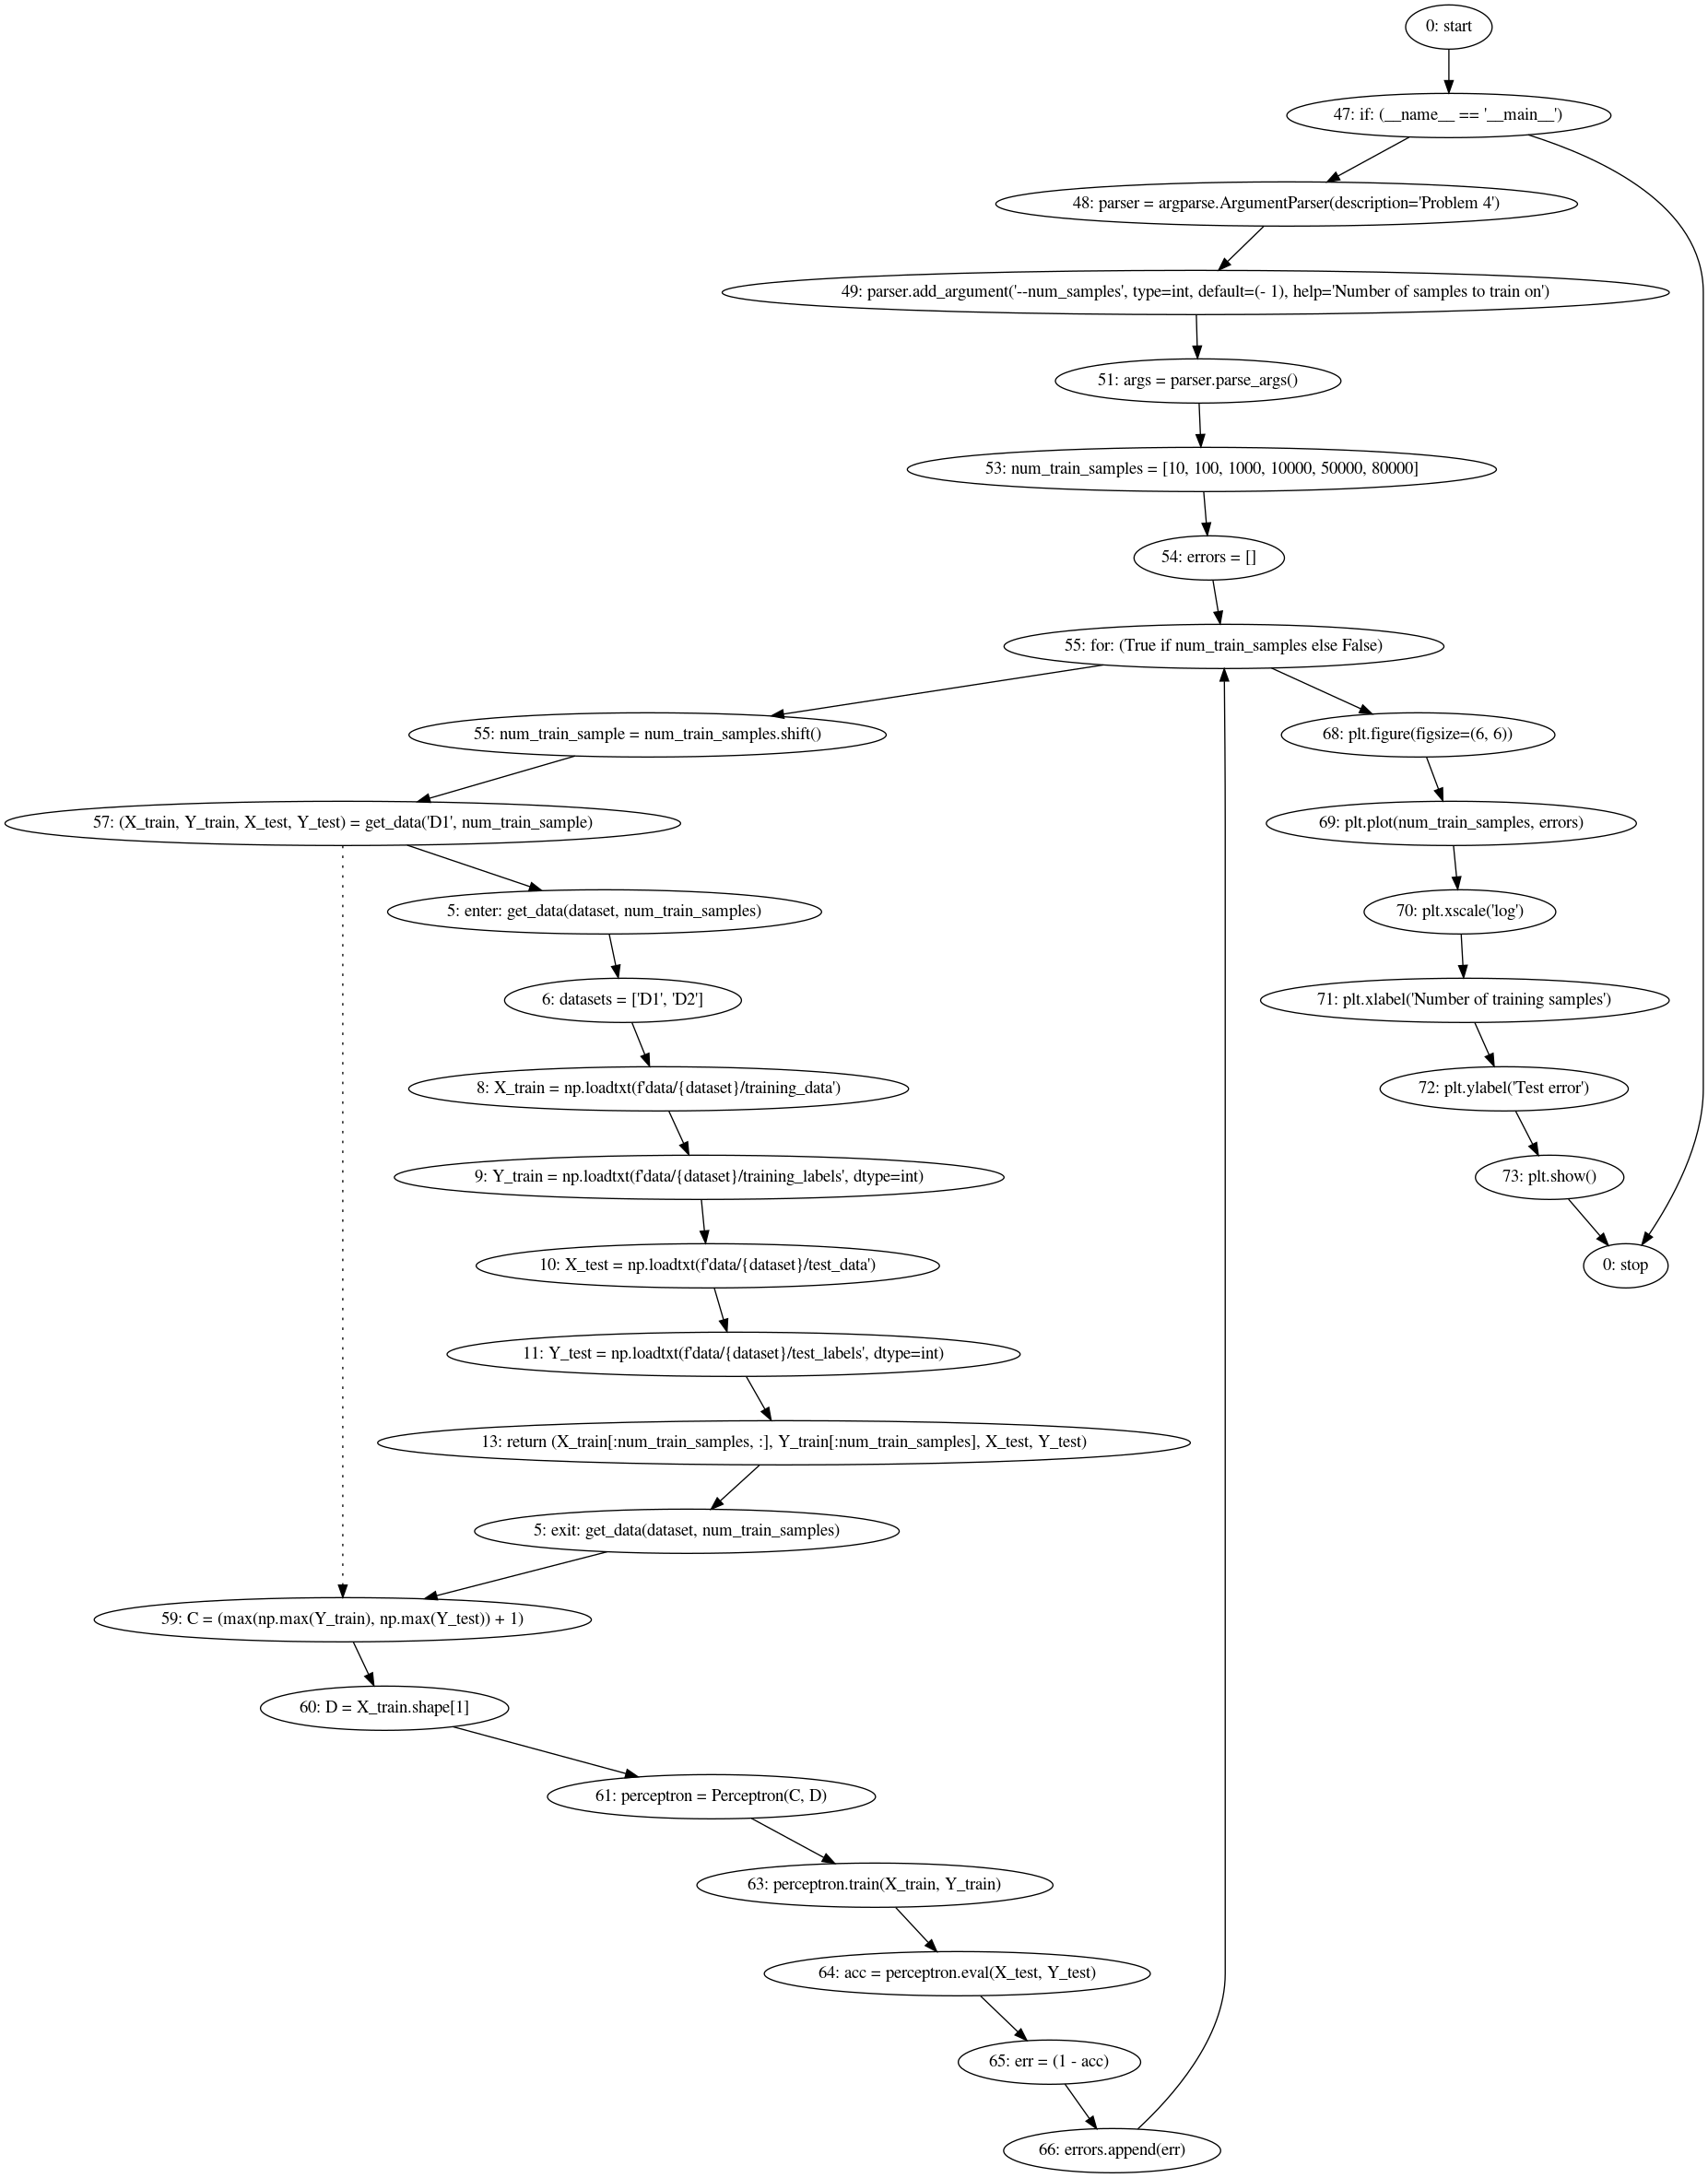 0: start
47: if: (__name__ == '__main__')
48: parser = argparse.ArgumentParser(description='Problem 4')
49: parser.add_argument('--num_samples', type=int, default=(- 1), help='Number of samples to train on')
51: args = parser.parse_args()
53: num_train_samples = [10, 100, 1000, 10000, 50000, 80000]
54: errors = []
55: for: (True if num_train_samples else False)
55: num_train_sample = num_train_samples.shift()
68: plt.figure(figsize=(6, 6))
57: (X_train, Y_train, X_test, Y_test) = get_data('D1', num_train_sample)
69: plt.plot(num_train_samples, errors)
5: enter: get_data(dataset, num_train_samples)
70: plt.xscale('log')
6: datasets = ['D1', 'D2']
71: plt.xlabel('Number of training samples')
8: X_train = np.loadtxt(f'data/{dataset}/training_data')
72: plt.ylabel('Test error')
9: Y_train = np.loadtxt(f'data/{dataset}/training_labels', dtype=int)
73: plt.show()
10: X_test = np.loadtxt(f'data/{dataset}/test_data')
0: stop
11: Y_test = np.loadtxt(f'data/{dataset}/test_labels', dtype=int)
13: return (X_train[:num_train_samples, :], Y_train[:num_train_samples], X_test, Y_test)
5: exit: get_data(dataset, num_train_samples)
59: C = (max(np.max(Y_train), np.max(Y_test)) + 1)
60: D = X_train.shape[1]
61: perceptron = Perceptron(C, D)
63: perceptron.train(X_train, Y_train)
64: acc = perceptron.eval(X_test, Y_test)
65: err = (1 - acc)
66: errors.append(err)